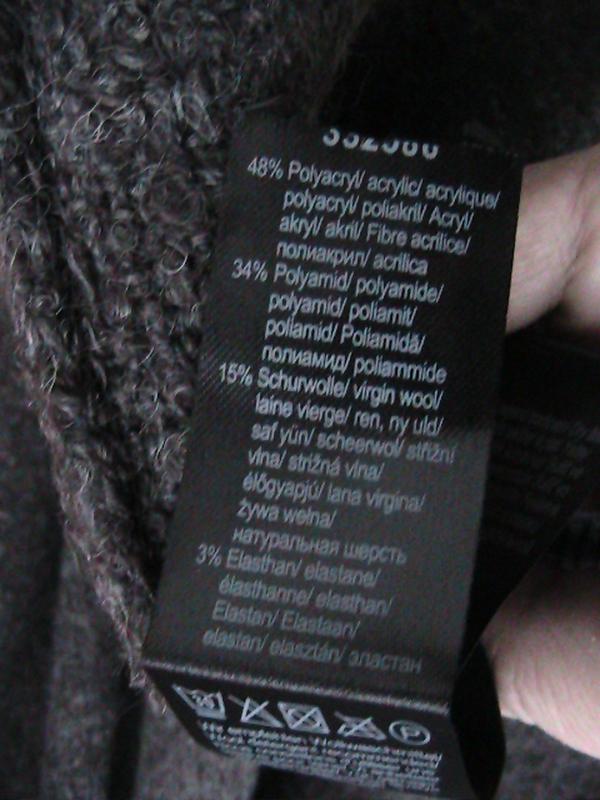 332580
48% Polyacryl/ acrylic/ acrylique/
polyacryl/ poliakril/ Acryl/
akryl/ akril/ Fibre acrilice/
полиакрил/ acrilica
34% Polyamid/ polyamide/
polyamid/ poliamit/
poliamid/ Poliamidă/
полиамид/ poliammide
15% Schurwolle/ virgin wool/
laine vierge/ ren, ny uld/
saf yün/ scheerwol/ střižní
vlna/ strižná vlna/
élőgyapjú/ lana virgina/
żywa wełna/
натуральная шерсть
3% Elasthan/ elastane/
élasthanne/ elasthan/
Elastan/ Elastaan/
elastan/ elasztán/ эластан
P